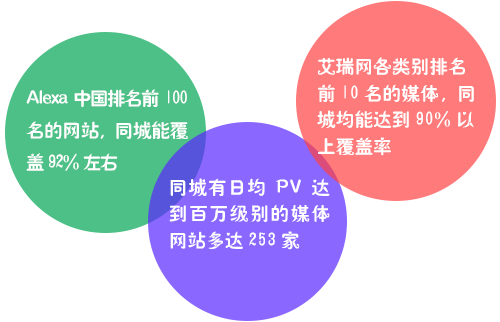 Alexa 中国排名前 100
名的网站，同城能覆
盖 92% 左右
艾瑞网各类别排名
前 10 名的媒体，同
城均能达到 90% 以
上覆盖率
同城有日均 PV 达
到百万级别的媒体
网站多达 253 家